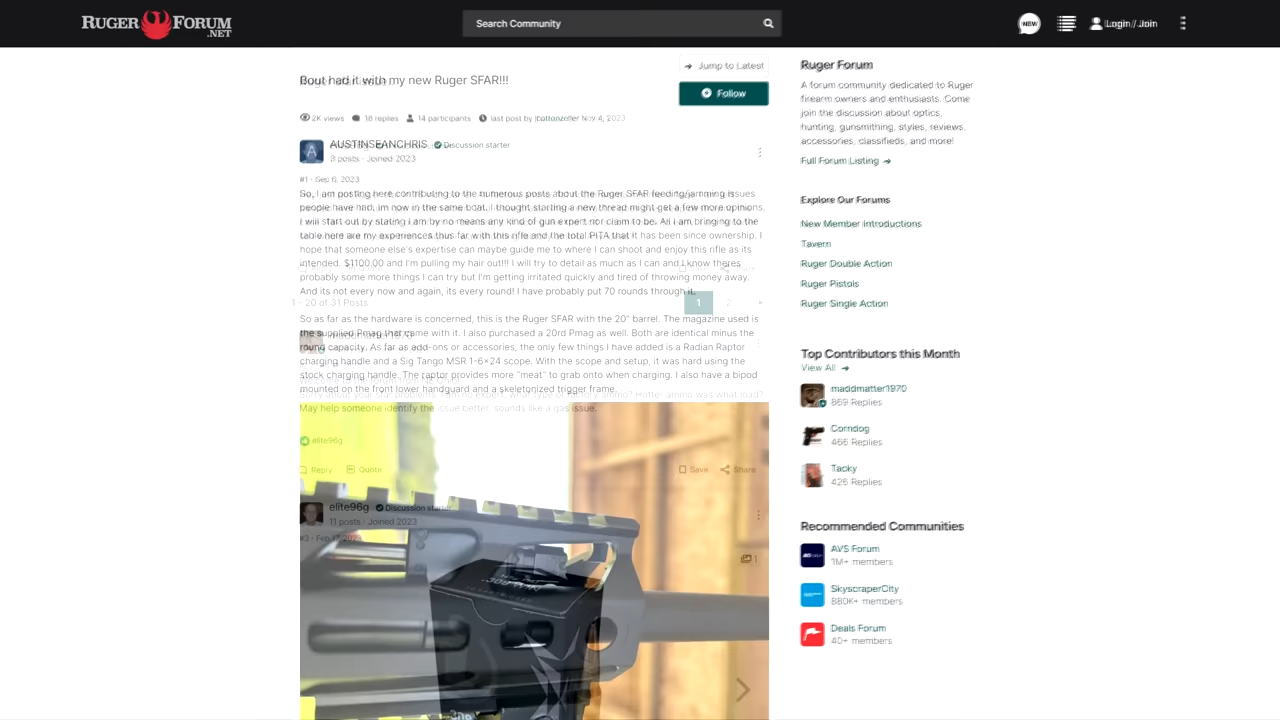 RUGER FORUM
.NET
Search Community
NEW
Login / Join
Bout had it with my new Ruger SFAR!!!
Jump to Latest
Follow
2K views
18 replies
14 participants
last post by
Nov 4, 2023
AUSTINSEANCHRIS
Discussion starter
3 posts · Joined 2023
#1 · Sep 6, 2023
So, I am posting here contributing to the numerous posts about the Ruger SFAR feeding/jamming issues
people have had. Im now in the same boat. I thought starting a new thread might get a few more opinions.
I will start out by stating I am by no means any kind of gun expert nor claim to be. All I am bringing to the
table here are my experiences thus far with this rifle and the total PITA that it has been since ownership. I
hope that someone else's expertise can maybe guide me to where I can shoot and enjoy this rifle as its
intended. $1100.00 and I'm pulling my hair out!!! I will try to detail as much as I can and I know theres
probably some more things I can try but I'm getting irritated quickly and tired of throwing money away.
And its not every now and again, its every round! I have probably put 70 rounds through it.
1 - 20 of 31 Posts
1
2
So as far as the hardware is concerned, this is the Ruger SFAR with the 20" barrel. The magazine used is
the supplied Pmag that came with it. I also purchased a 20rd Pmag as well. Both are identical minus the
round capacity. As far as add-ons or accessories, the only few things I have added is a Radian Raptor
charging handle and a Sig Tango MSR 1-6x24 scope. With the scope and setup, it was hard using the
stock charging handle. The raptor provides more "meat" to grab onto when charging. I also have a bipod
mounted on the front lower handguard and a skeletonized trigger frame.
May help someone identify the issue better, sounds like a gas issue.
elite96g
Reply
Quote
Save
Share
elite96g
Discussion starter
11 posts · Joined 2023
1
Ruger Forum
A forum community dedicated to Ruger
firearm owners and enthusiasts. Come
join the discussion about optics,
hunting, gunsmithing, styles, reviews,
accessories, classifieds, and more!
Full Forum Listing
Explore Our Forums
New Member Introductions
Tavern
Ruger Double Action
Ruger Pistols
Ruger Single Action
Top Contributors this Month
View All
maddmatter1970
869 Replies
Corndog
466 Replies
Tacky
426 Replies
Recommended Communities
AVS Forum
1M+ members
SkyscraperCity
880K+ members
Deals Forum
40+ members